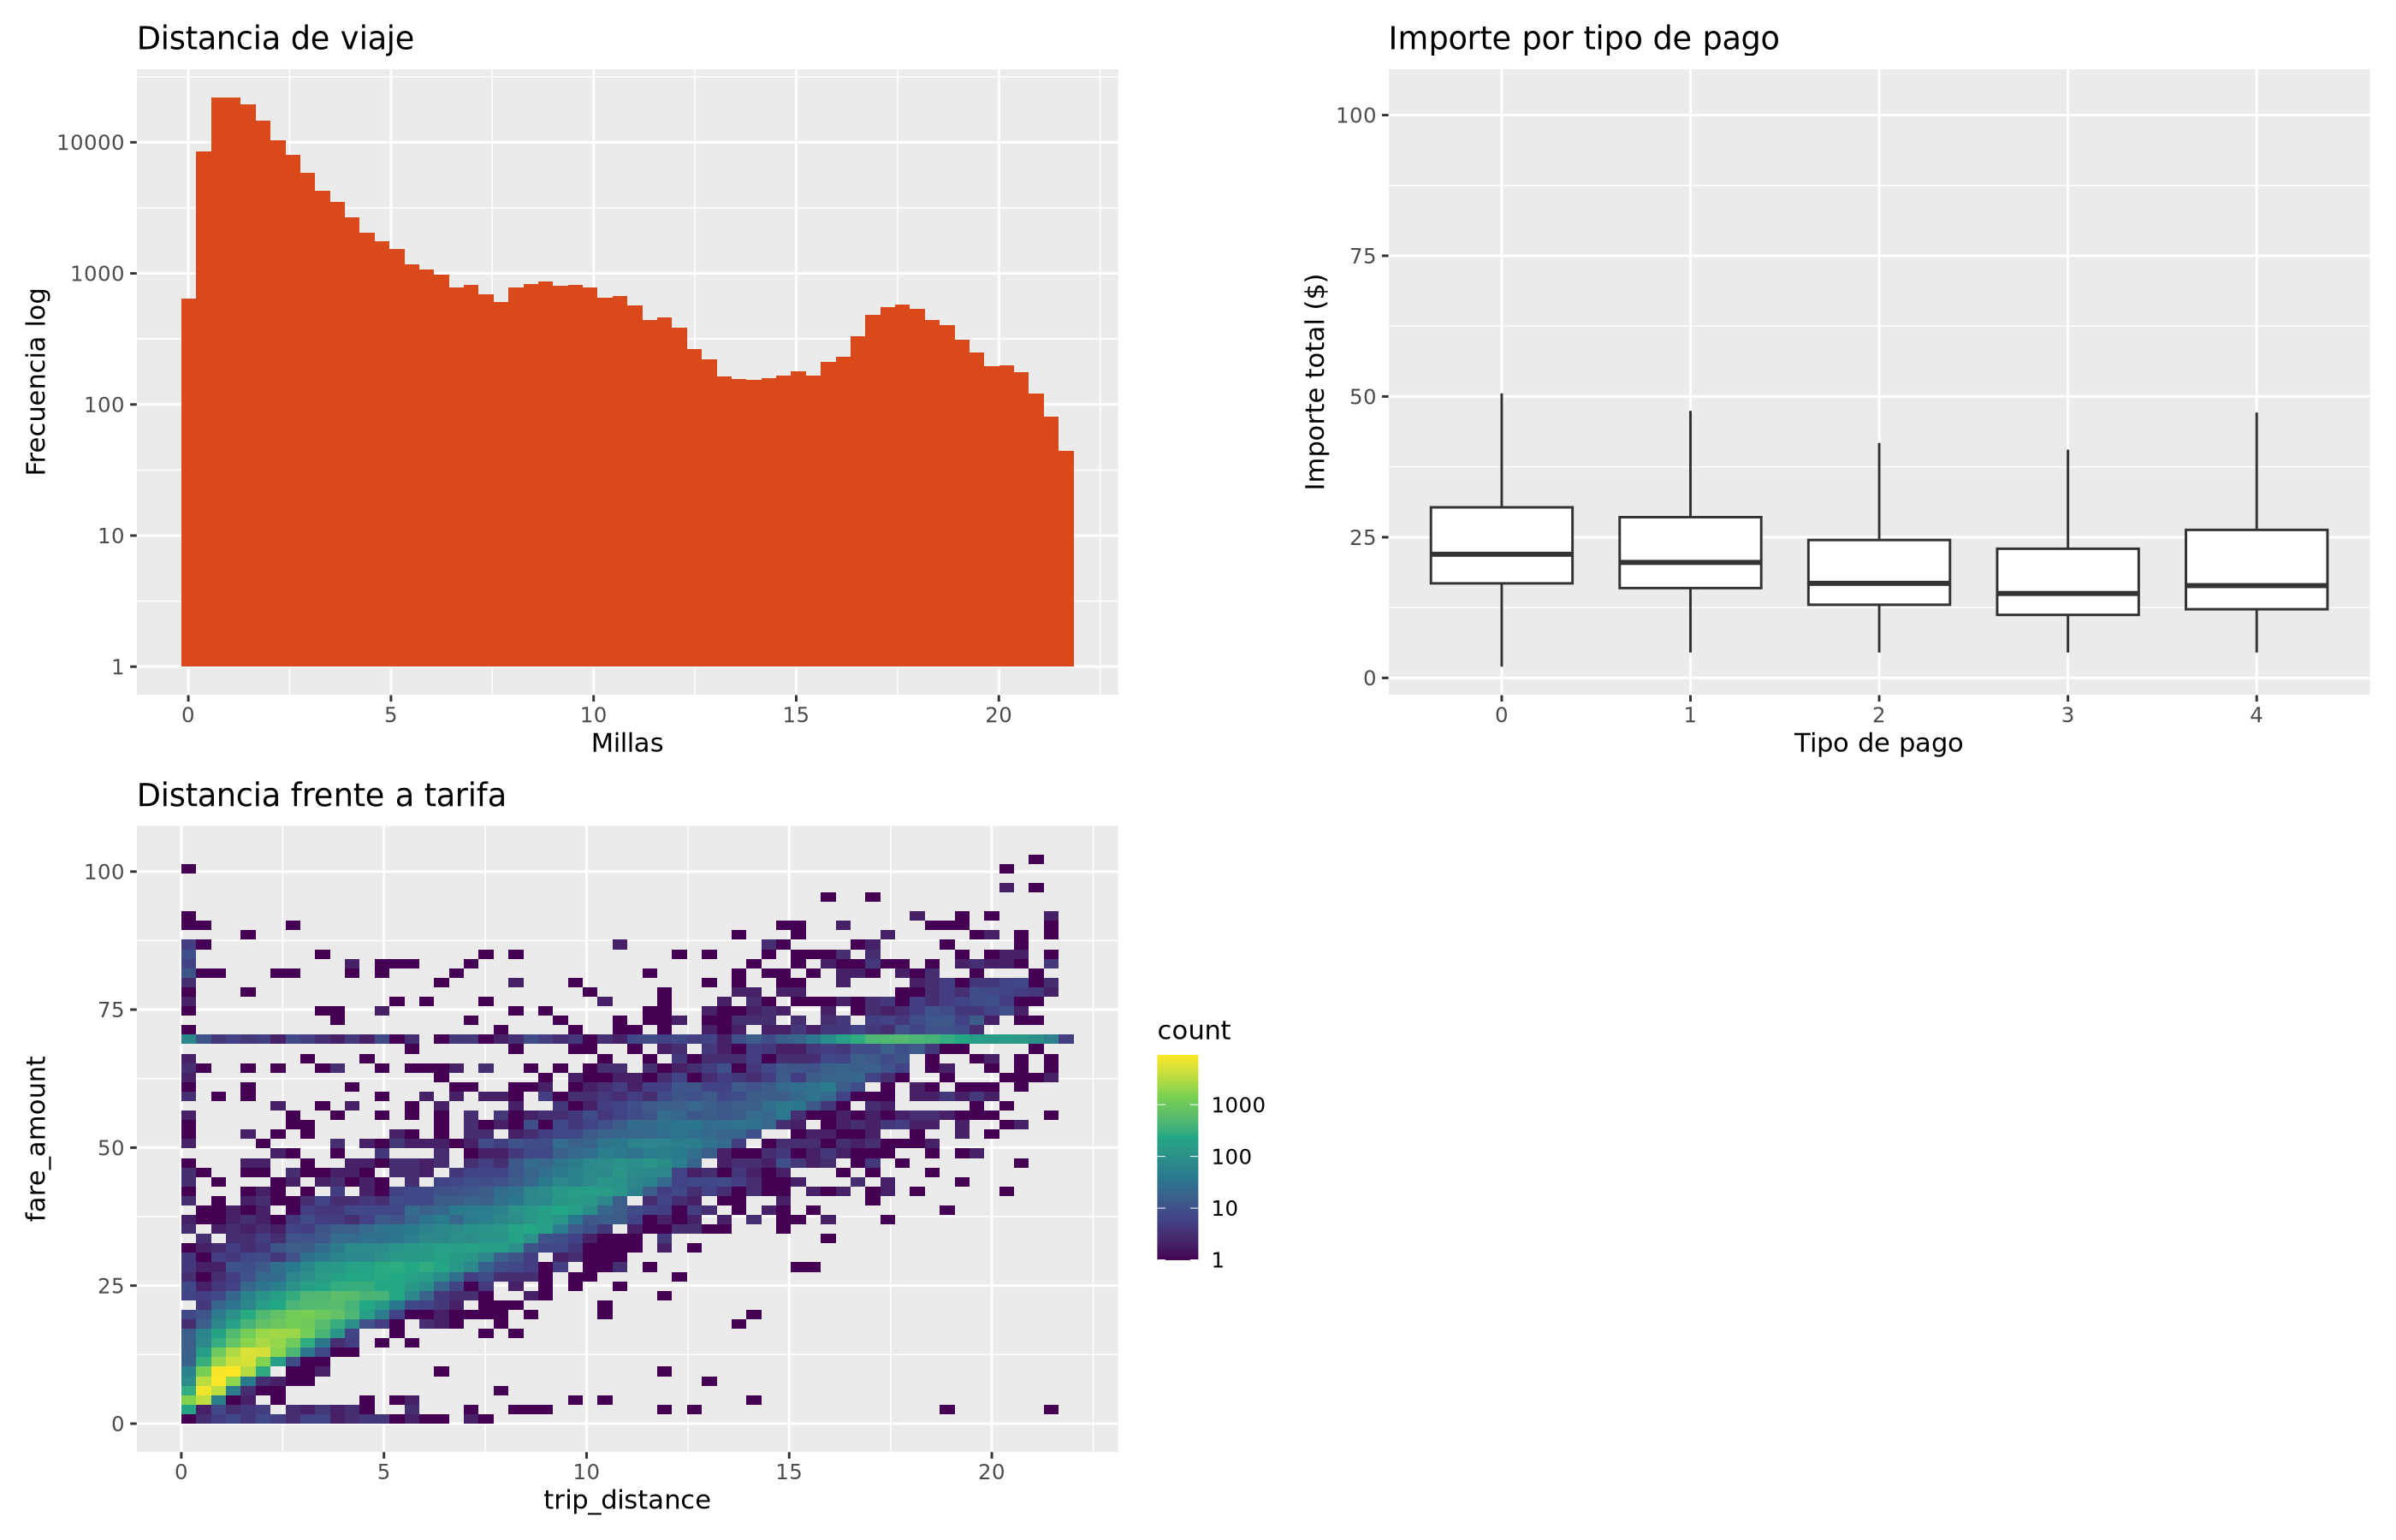 Distancia de viaje
Frecuencia log
10000
1000
100
10
1
0 5 10 15 20
Millas
Importe por tipo de pago
Importe total ($)
100
75
50
25
0
0 1 2 3 4
Tipo de pago
Distancia frente a tarifa
fare_amount
100
75
50
25
0
0 5 10 15 20
trip_distance
count
1000
100
10
1